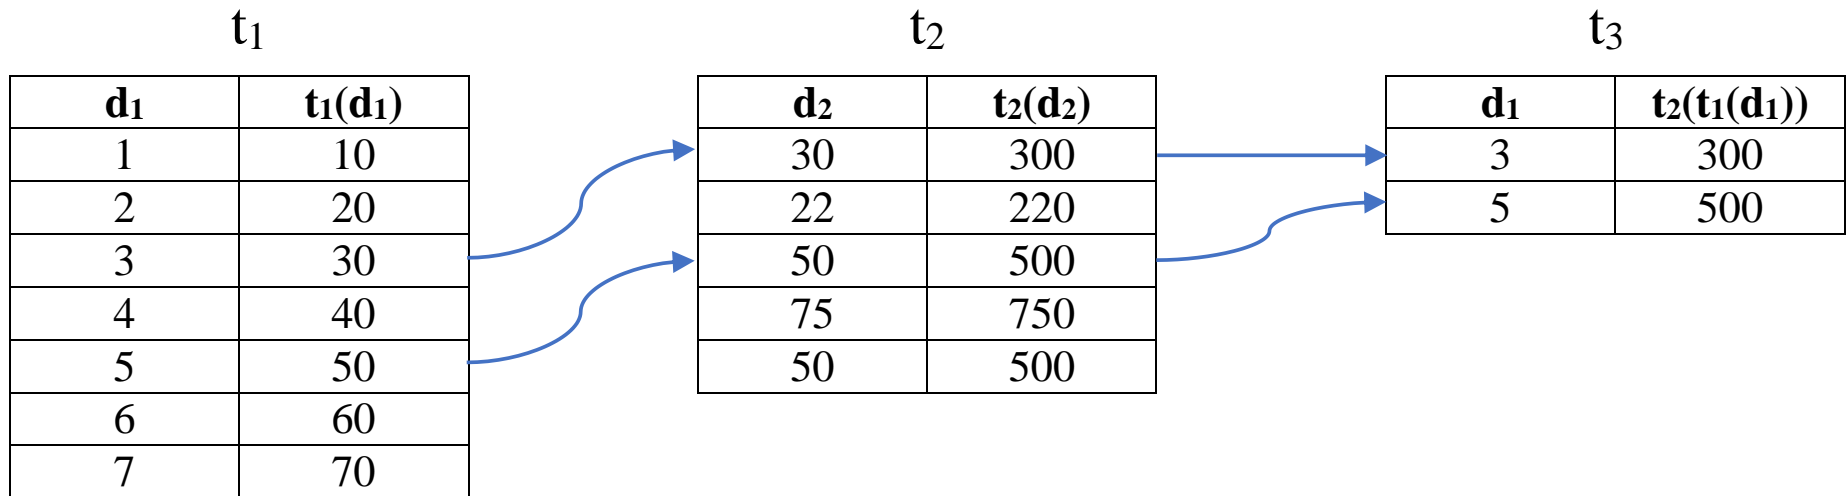 t₁ t₂ t₃
d₁ t₁(d₁) d₂ t₂(d₂) d₁ t₂(t₁(d₁))
1 10 30 300 3 300
2 20 22 220 5 500
3 30 50 500
4 40 75 750
5 50 50 500
6 60
7 70